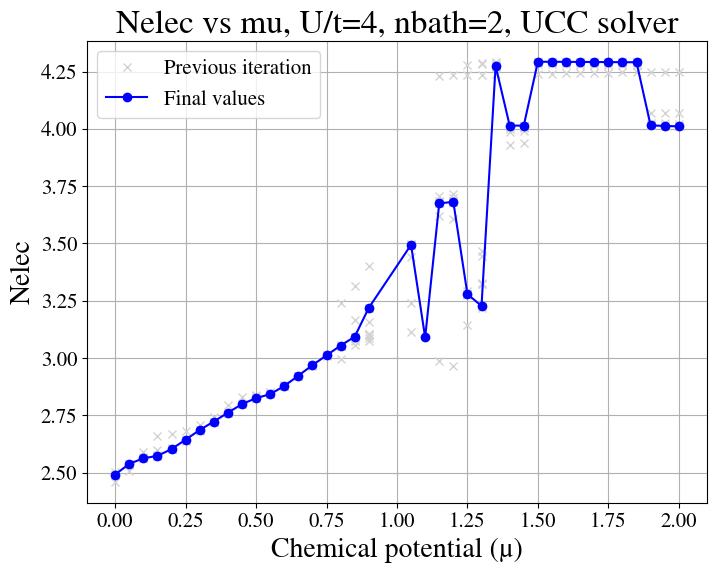 Nelec vs mu, U/t=4, nbath=2, UCC solver
Previous iteration
Final values
4.25
4.00
3.75
3.50
3.25
3.00
2.75
2.50
Nelec
0.00 0.25 0.50 0.75 1.00 1.25 1.50 1.75 2.00
Chemical potential (μ)